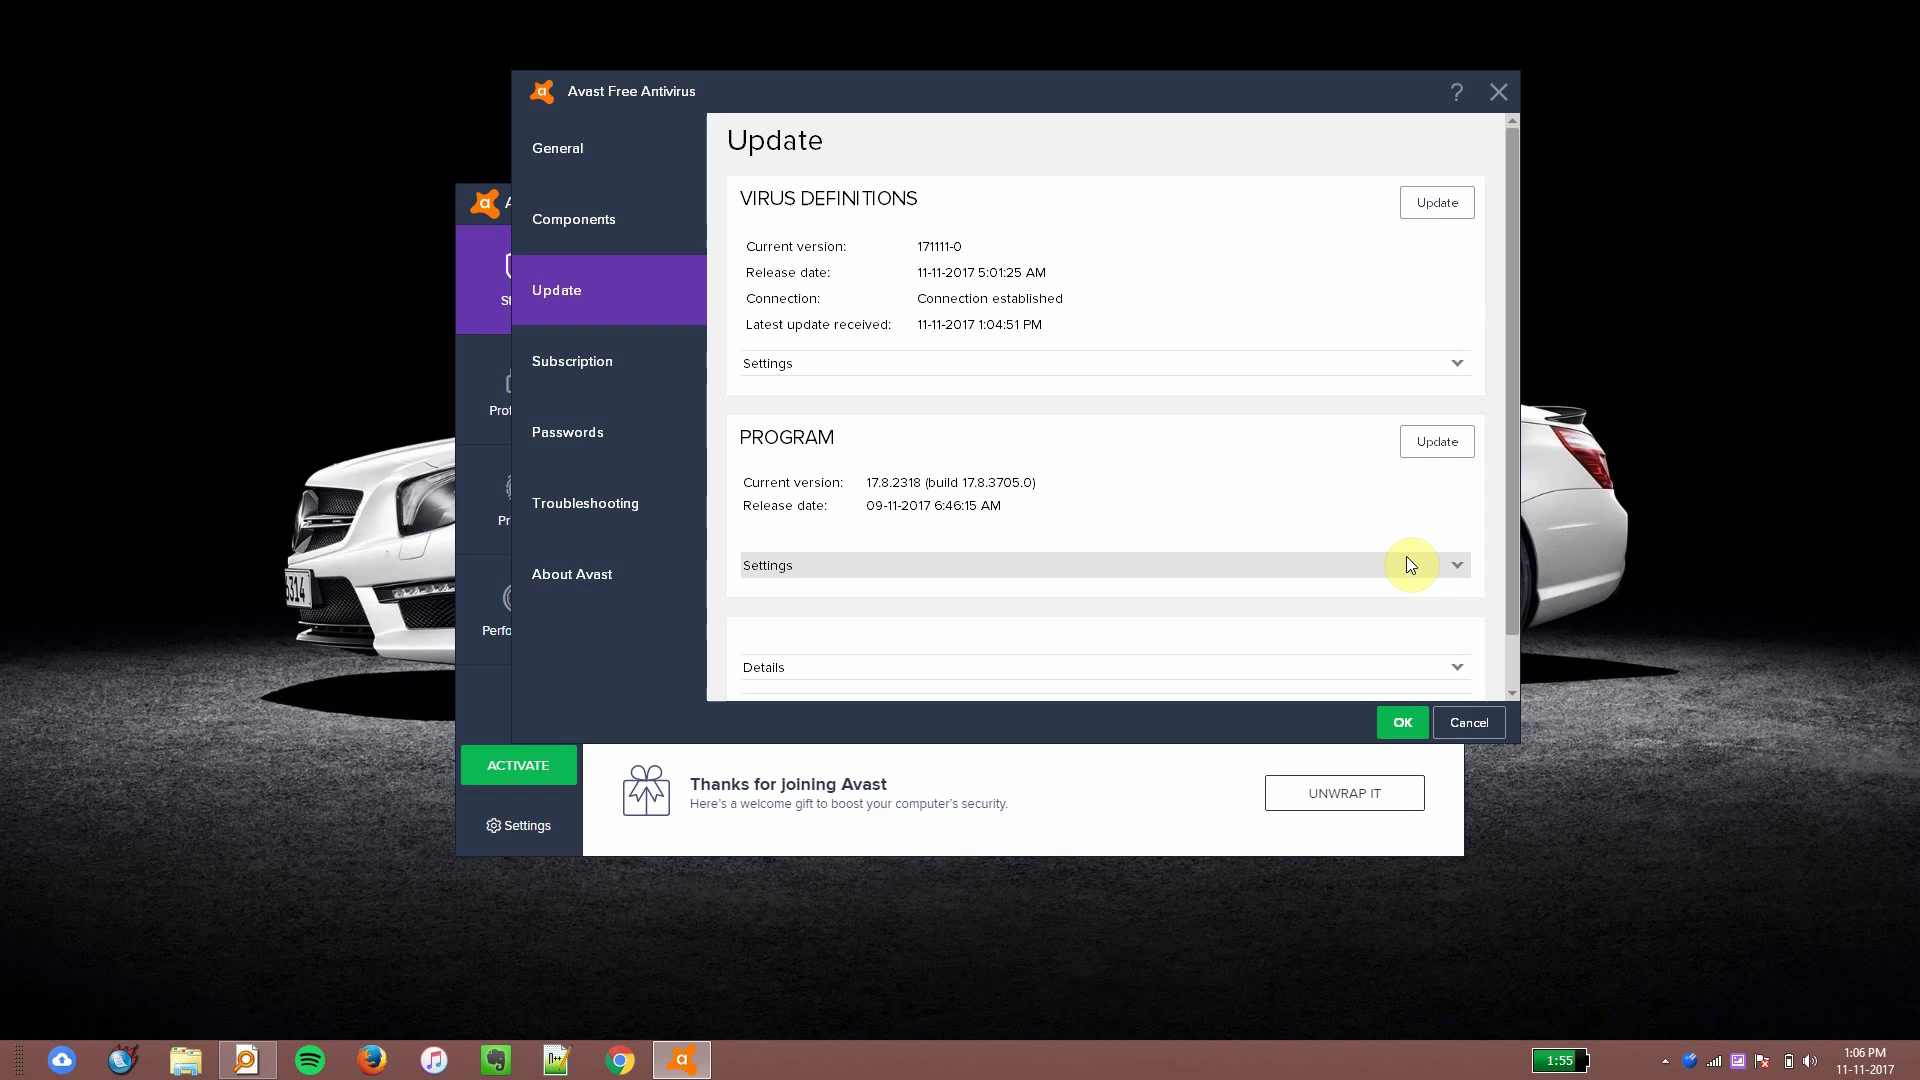 Avast Free Antivirus
?
General
Components
Update
Subscription
Passwords
Troubleshooting
About Avast
Update
VIRUS DEFINITIONS
Update
Current version: 171111-0
Release date: 11-11-2017 5:01:25 AM
Connection: Connection established
Latest update received: 11-11-2017 1:04:51 PM
Settings
PROGRAM
Update
Current version: 17.8.2318 (build 17.8.3705.0)
Release date: 09-11-2017 6:46:15 AM
Settings
Details
OK
Cancel
ACTIVATE
Settings
Thanks for joining Avast
Here's a welcome gift to boost your computer's security.
UNWRAP IT
1:55
1:06 PM
11-11-2017